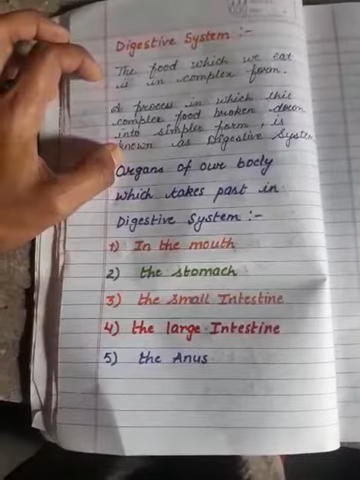 Digestive System :-
The food which we eat
is in complex form.
A process in which this
complex food broken down
into simpler form, is
known as Digestive System
Organs of our body
which takes past in
Digestive System :-
1) In the mouth
2) the stomach
3) the small Intestine
4) the large Intestine
5) the Anus